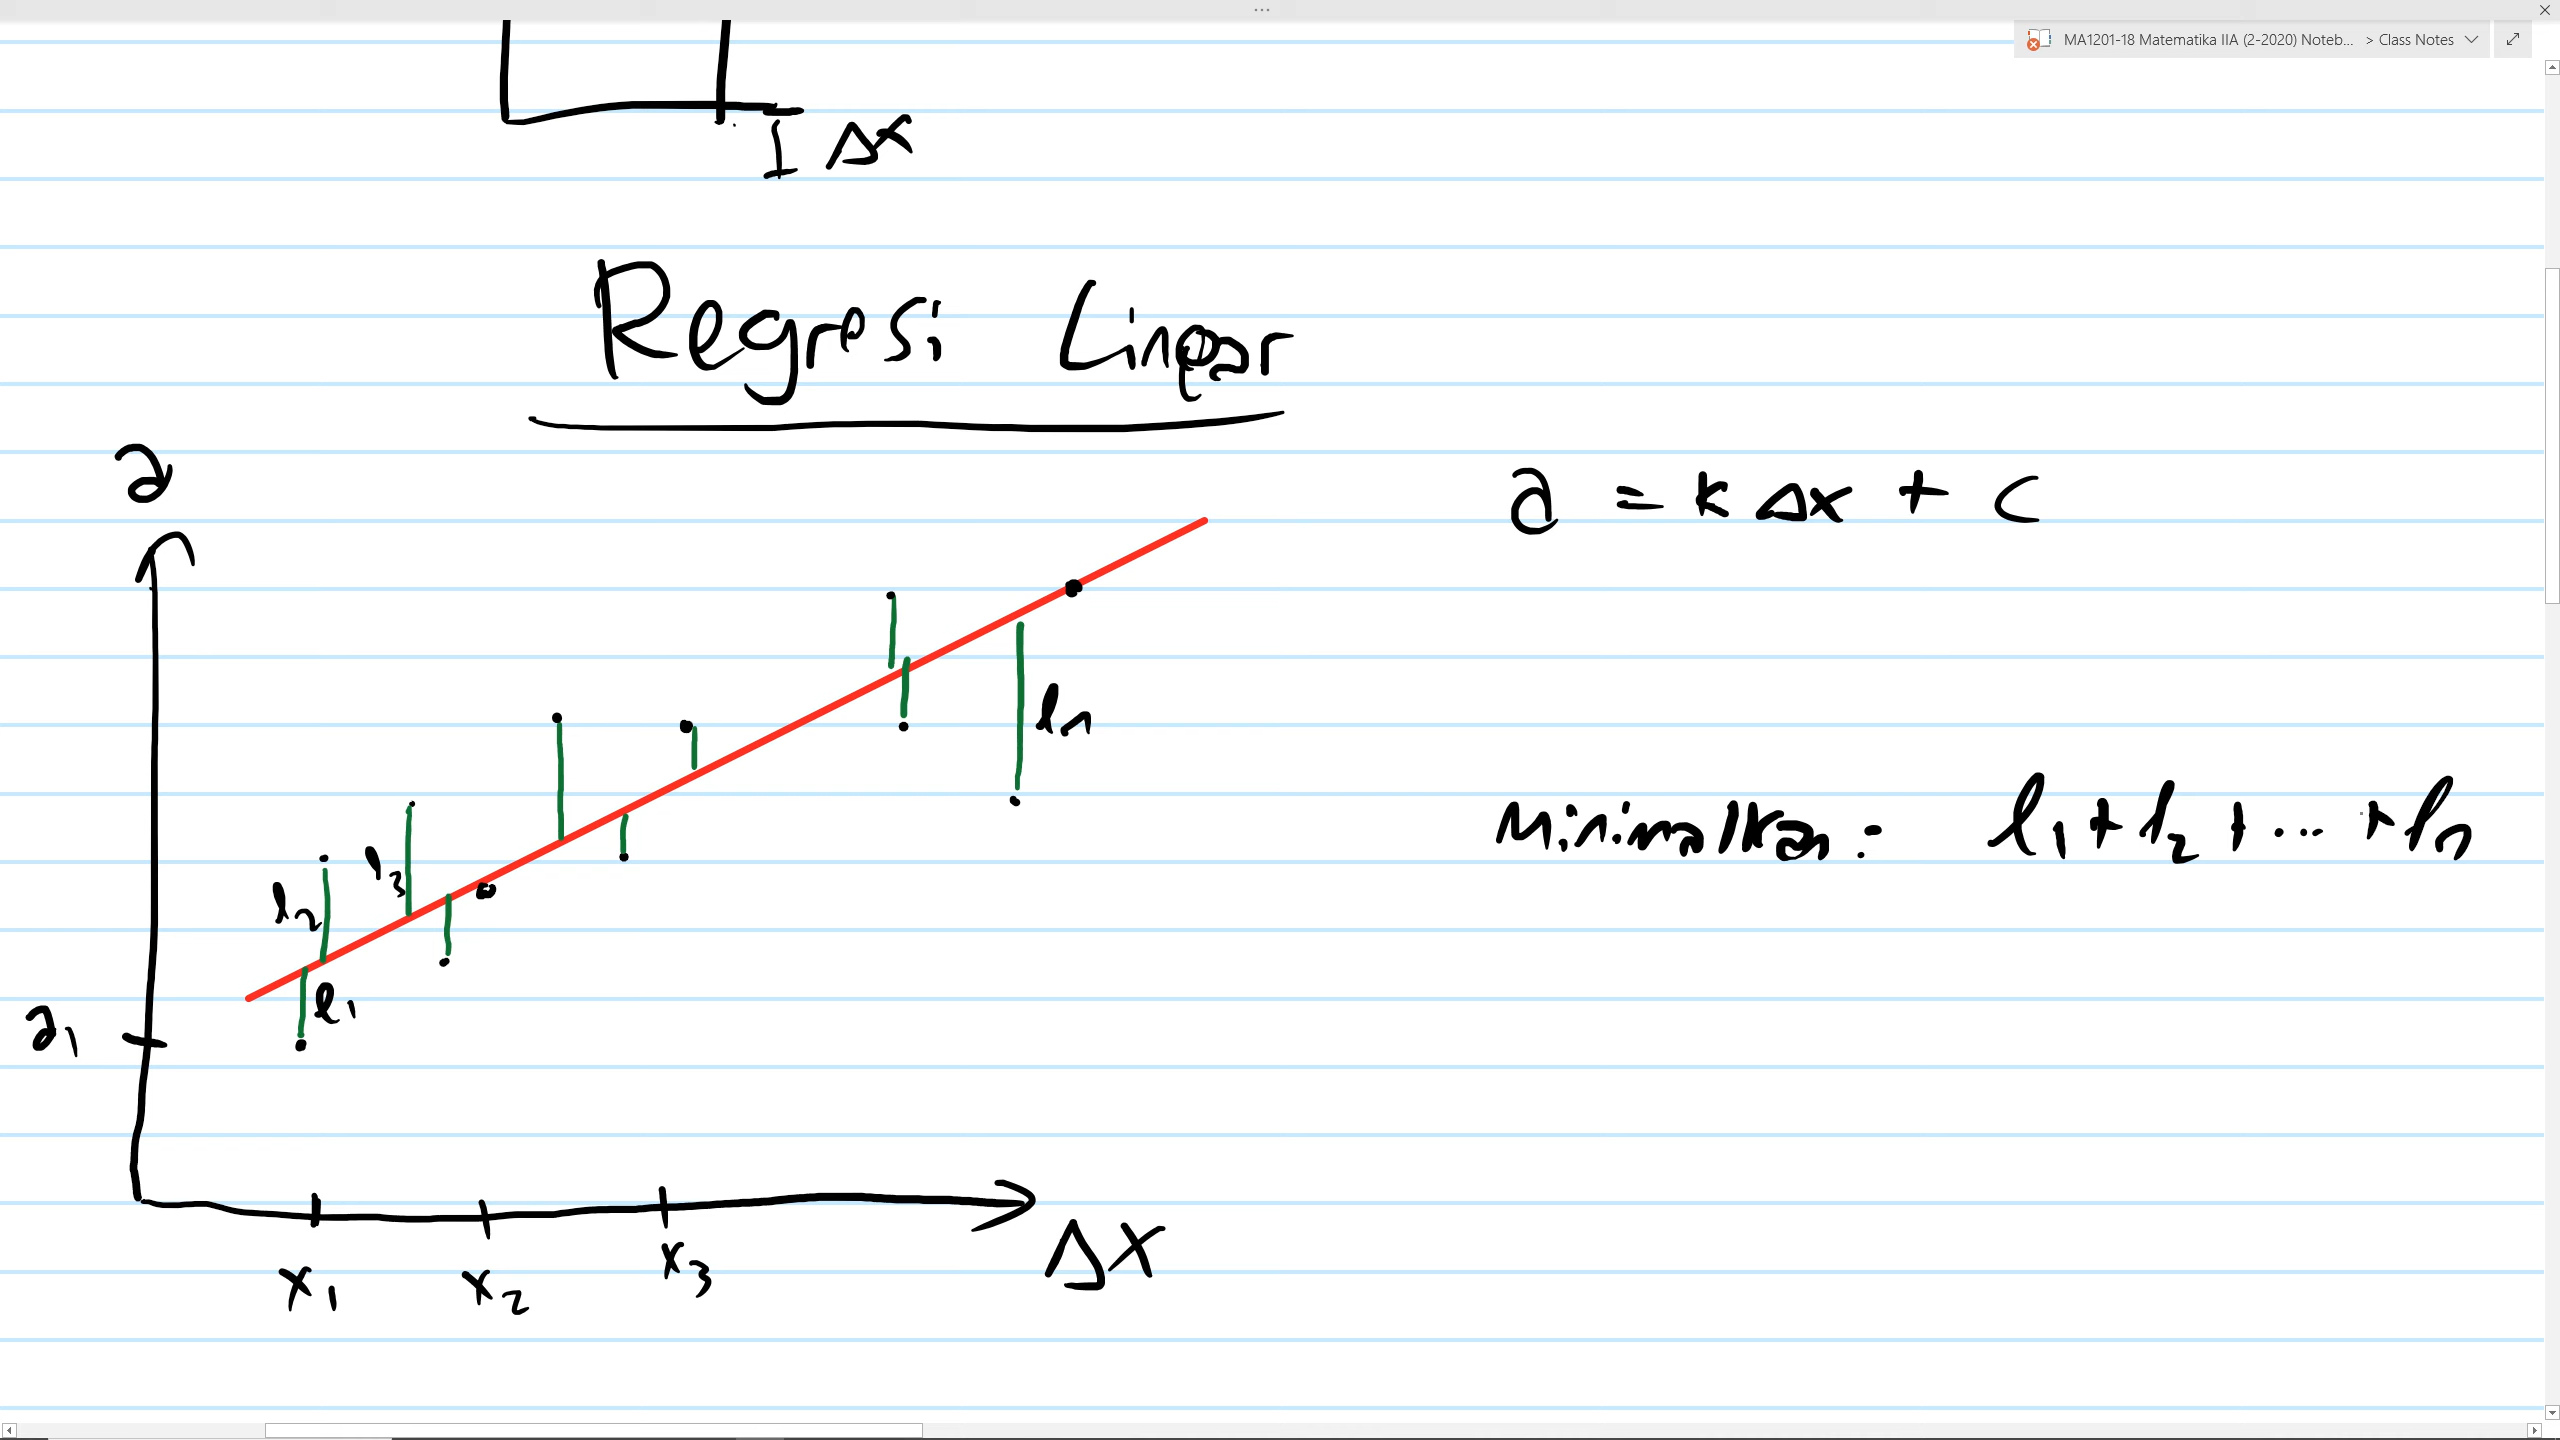 MA1201-18 Matematika IIA (2-2020) Noteb... > Class Notes
I Δx
Regresi Linear
a
a = k Δx + c
ln
Minimalkan : l1 + l2 + ... + ln
l3
l2
l1
a1
x1 x2 x3 Δx